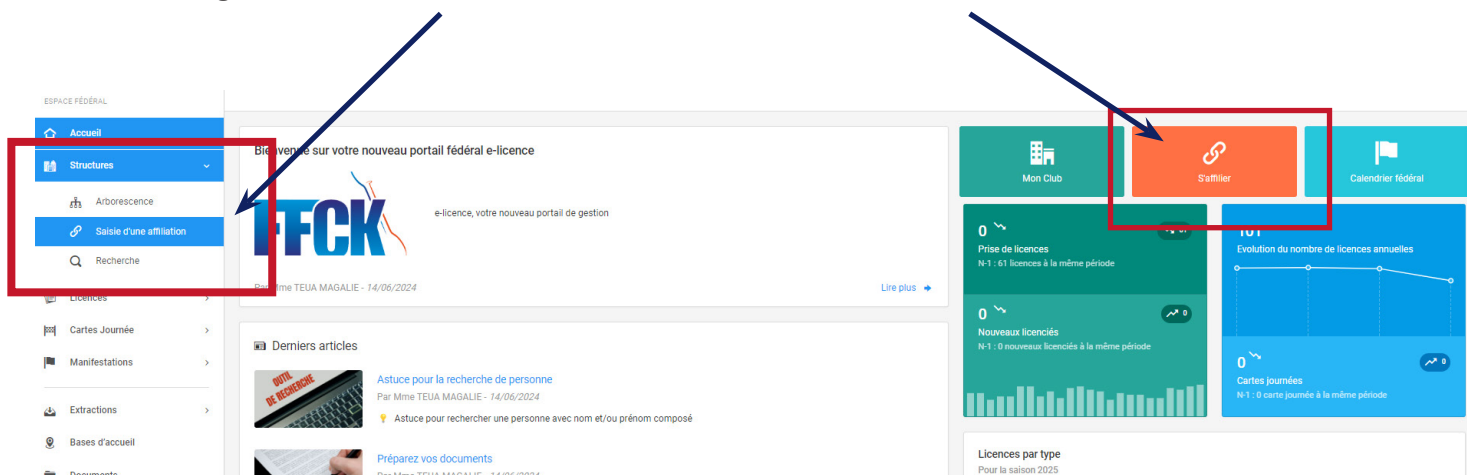 ESPACE FÉDÉRAL
Accueil
Structures
Arborescence
Saisie d'une affiliation
Recherche
Licences
Cartes Journée
Manifestations
Extractions
Bases d'accueil
Documents
Bienvenue sur votre nouveau portail fédéral e-licence
FFCK
e-licence, votre nouveau portail de gestion
Par Mme TEUA MAGALIE - 14/06/2024
Lire plus
Derniers articles
OUTIL
DE RECHERCHE
Astuce pour la recherche de personne
Par Mme TEUA MAGALIE - 14/06/2024
Astuce pour rechercher une personne avec nom et/ou prénom composé
Préparez vos documents
Par Mme TEUA MAGALIE - 14/06/2024
Mon Club
S'affilier
Calendrier fédéral
0
Prise de licences
N-1 : 61 licences à la même période
0
0
Nouveaux licenciés
N-1 : 0 nouveaux licenciés à la même période
101
Evolution du nombre de licences annuelles
0
0
Cartes journées
N-1 : 0 carte journée à la même période
Licences par type
Pour la saison 2025